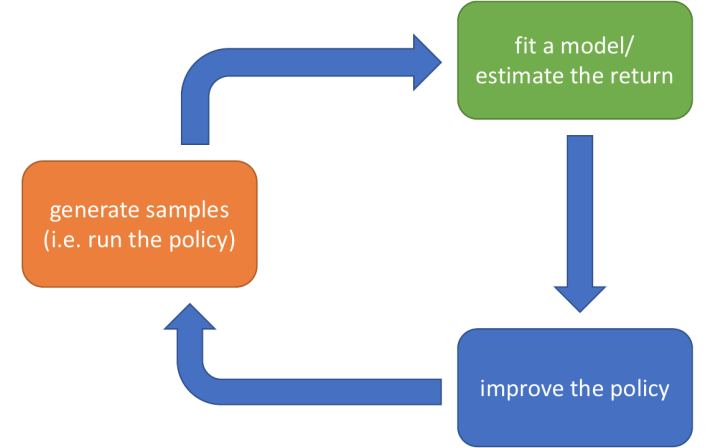 fit a model/
estimate the return
generate samples
(i.e. run the policy)
improve the policy